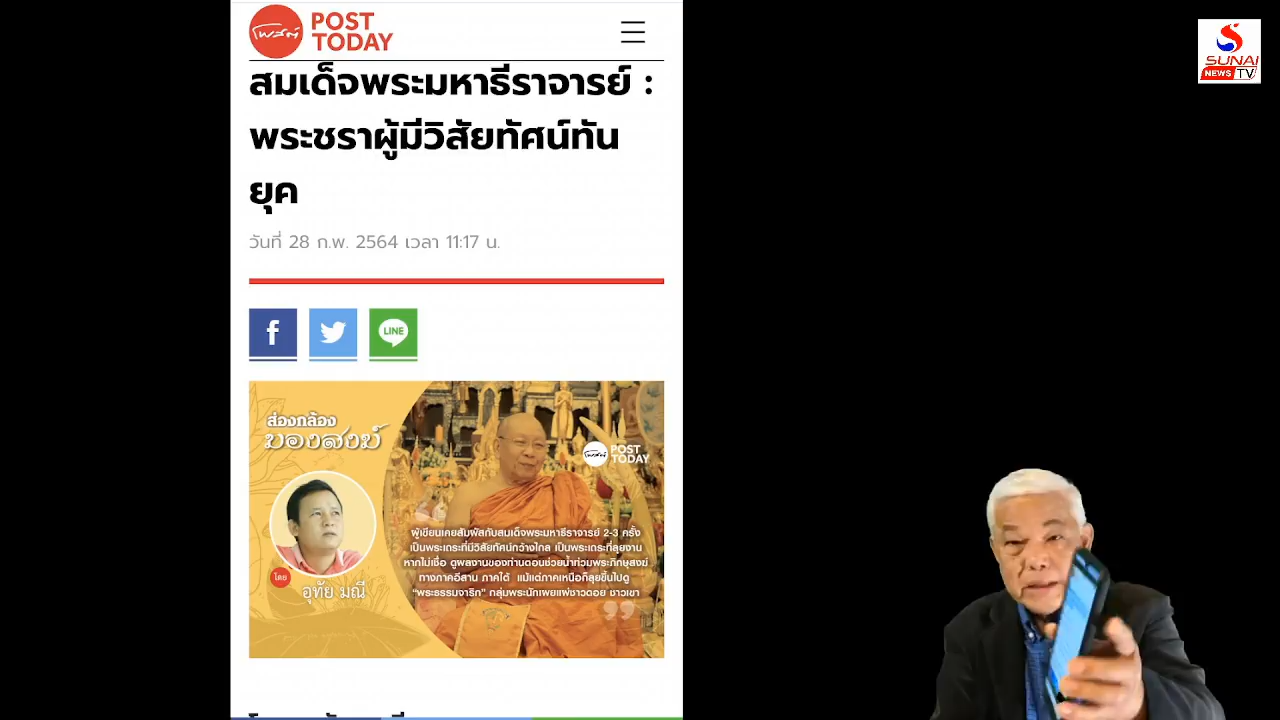 โพสต์
POST
TODAY
SUNAI
NEWS TV
สมเด็จพระมหาธีราจารย์ :
พระชราผู้มีวิสัยทัศน์ทัน
ยุค
วันที่ 28 ก.พ. 2564 เวลา 11:17 น.
f
LINE
ส่องกล้อง
มองสงฆ์
โพสต์
POST
TODAY
ผู้เขียนเคยสัมผัสกับสมเด็จพระมหาธีราจารย์ 2-3 ครั้ง
เป็นพระเถระที่มีวิสัยทัศน์กว้างไกล เป็นพระเถระที่ลุยงาน
หากไม่เชื่อ ดูผลงานของท่านตอนช่วยน้ำท่วมพระภิกษุสงฆ์
ทางภาคอีสาน ภาคใต้ แม้แต่ภาคเหนือก็ลุยขึ้นไปดู
“พระธรรมจาริก” กลุ่มพระนักเผยแผ่ชาวดอย ชาวเขา
โดย
อุทัย มณี